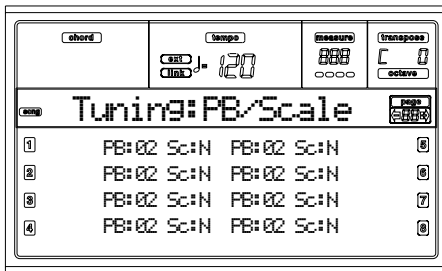 chord tempo measure transpose
ext link ♩= 120 888 C 0
octave
song Tuning:PB/Scale page
1 PB:02 Sc:N PB:02 Sc:N 5
2 PB:02 Sc:N PB:02 Sc:N 6
3 PB:02 Sc:N PB:02 Sc:N 7
4 PB:02 Sc:N PB:02 Sc:N 8